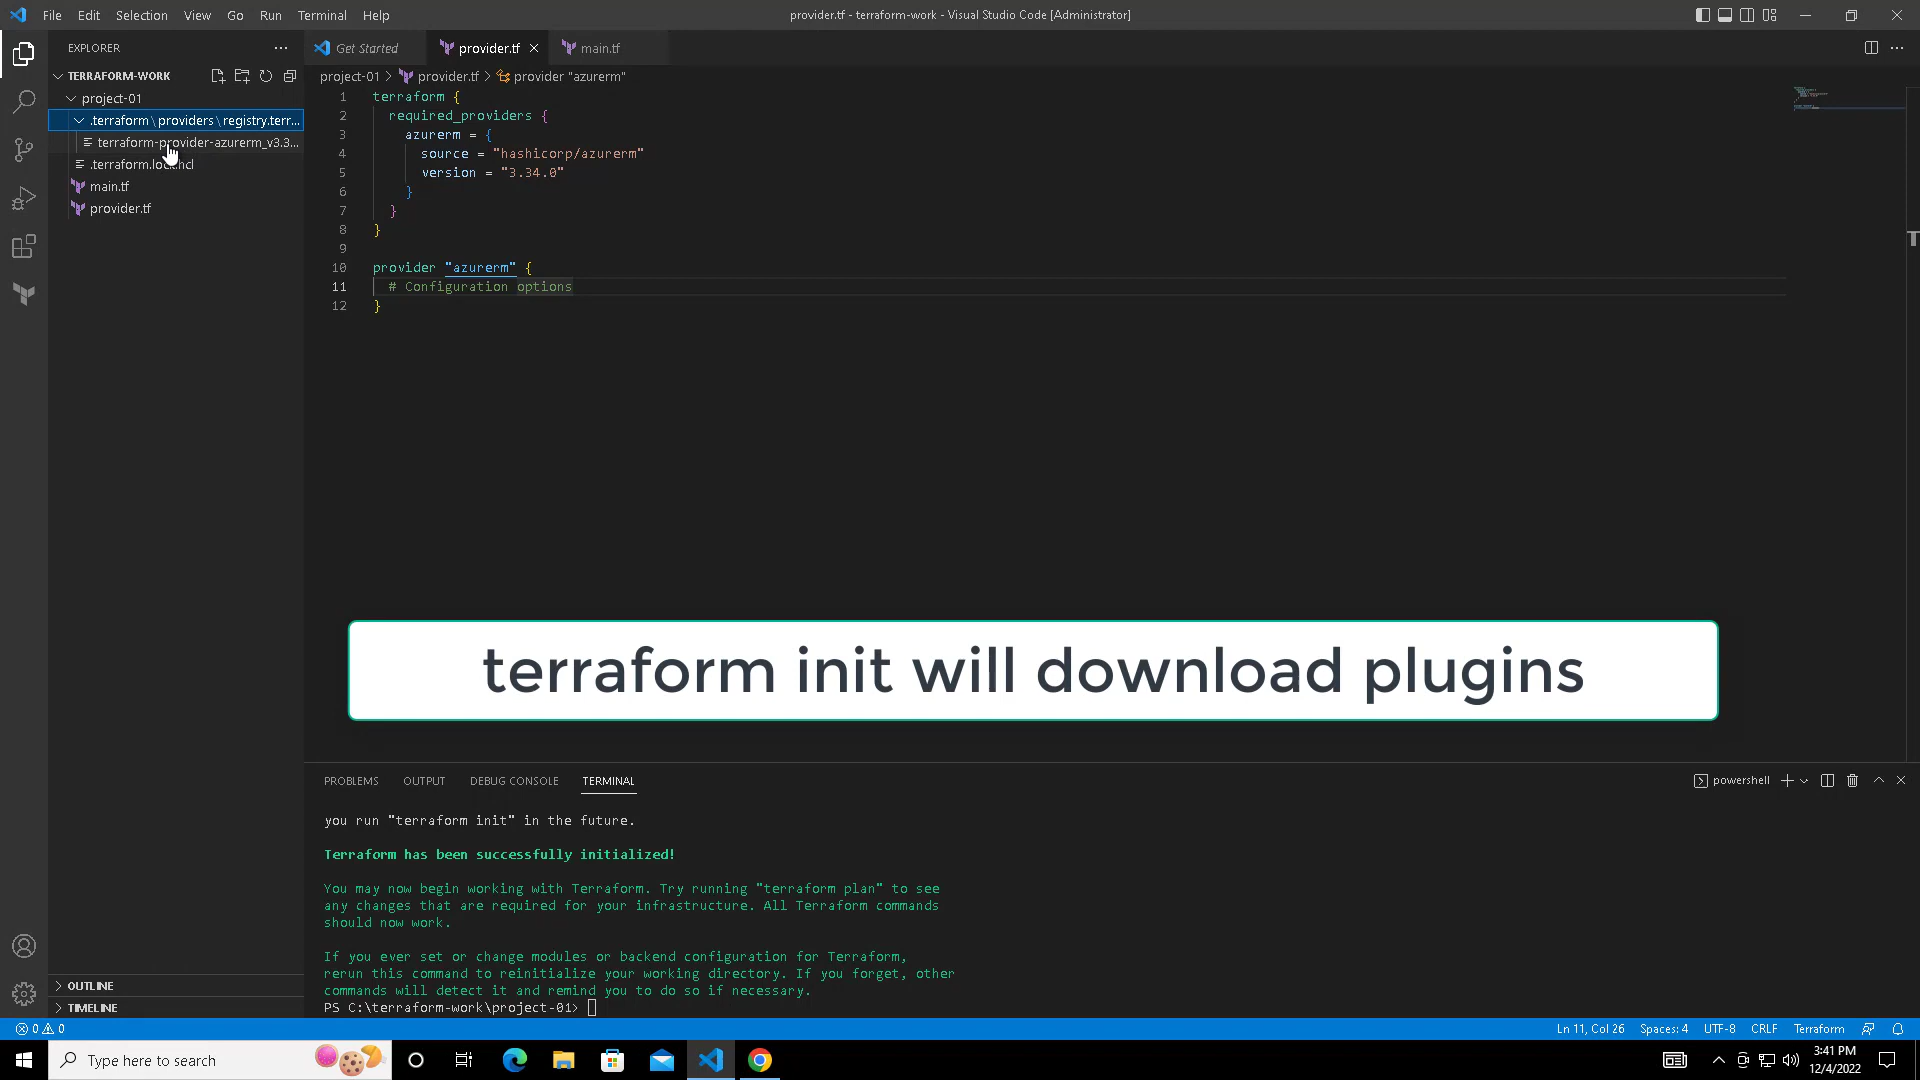 File Edit Selection View Go Run Terminal Help
provider.tf - terraform-work - Visual Studio Code [Administrator]
EXPLORER
TERRAFORM-WORK
project-01
.terraform\providers\registry.terr...
terraform-provider-azurerm_v3.3...
.terraform.lock.hcl
main.tf
provider.tf
OUTLINE
TIMELINE
Get Started
provider.tf
main.tf
project-01 > provider.tf > provider "azurerm"
1 terraform {
2 required_providers {
3 azurerm = {
4 source = "hashicorp/azurerm"
5 version = "3.34.0"
6 }
7 }
8 }
9
10 provider "azurerm" {
11 # Configuration options
12 }
terraform init will download plugins
PROBLEMS OUTPUT DEBUG CONSOLE TERMINAL
powershell
you run "terraform init" in the future.
Terraform has been successfully initialized!
You may now begin working with Terraform. Try running "terraform plan" to see
any changes that are required for your infrastructure. All Terraform commands
should now work.
If you ever set or change modules or backend configuration for Terraform,
rerun this command to reinitialize your working directory. If you forget, other
commands will detect it and remind you to do so if necessary.
PS C:\terraform-work\project-01>
0 0
Ln 11, Col 26 Spaces: 4 UTF-8 CRLF Terraform
Type here to search
3:41 PM
12/4/2022